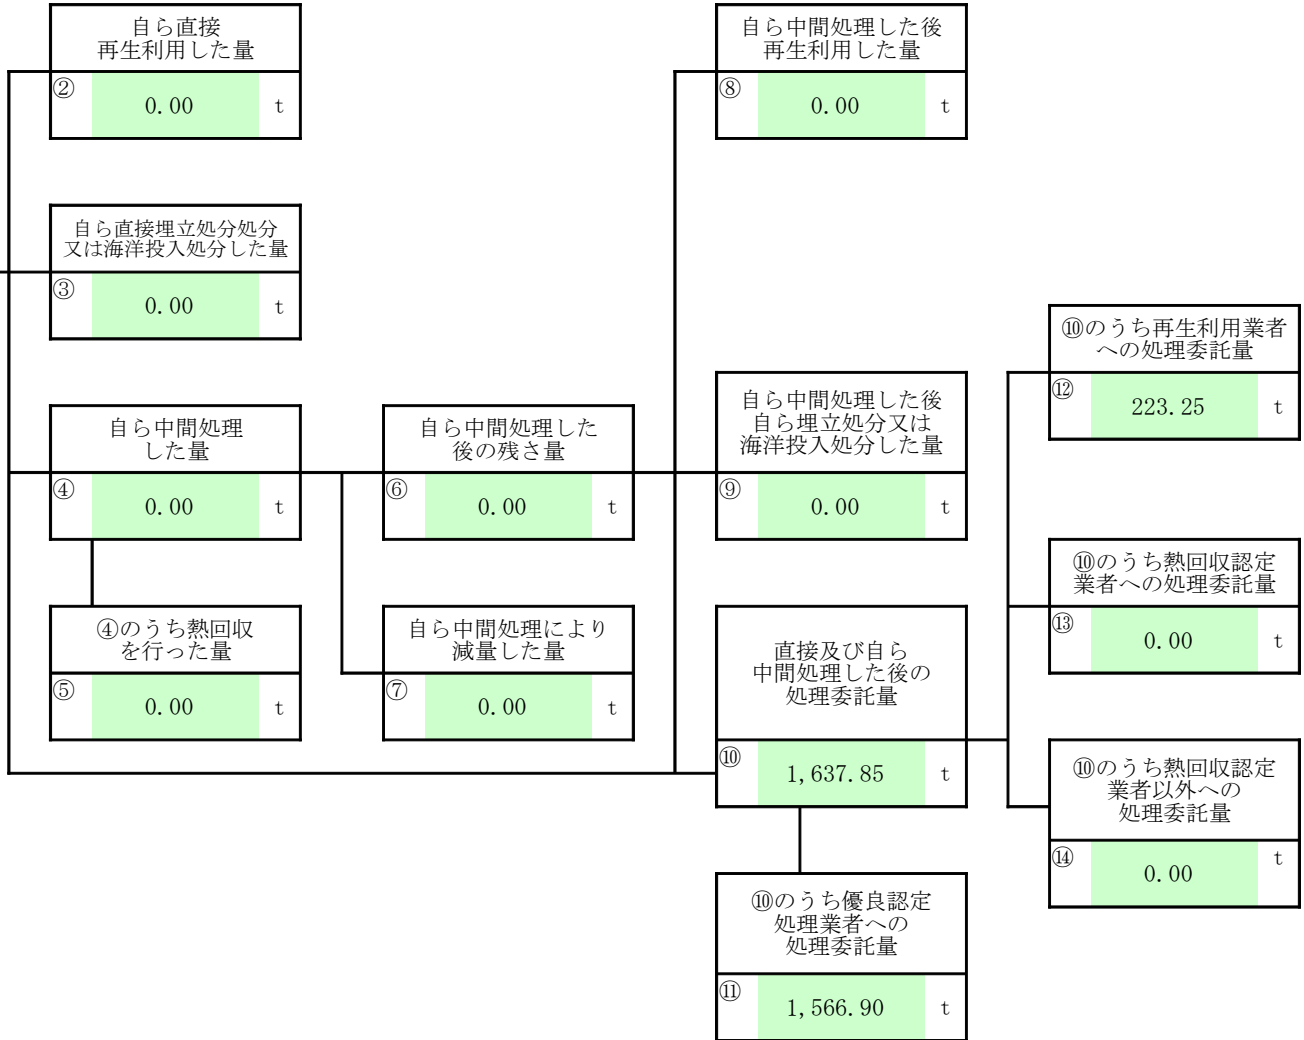 自ら直接
再生利用した量
②
0.00
t
自ら中間処理した後
再生利用した量
⑧
0.00
t
自ら直接埋立処分処分
又は海洋投入処分した量
③
0.00
t
⑩のうち再生利用業者
への処理委託量
⑫
223.25
t
自ら中間処理
した量
④
0.00
t
自ら中間処理した
後の残さ量
⑥
0.00
t
自ら中間処理した後
自ら埋立処分又は
海洋投入処分した量
⑨
0.00
t
⑩のうち熱回収認定
業者への処理委託量
⑬
0.00
t
④のうち熱回収
を行った量
⑤
0.00
t
自ら中間処理により
減量した量
⑦
0.00
t
直接及び自ら
中間処理した後の
処理委託量
⑩
1,637.85
t
⑩のうち熱回収認定
業者以外への
処理委託量
⑭
0.00
t
⑩のうち優良認定
処理業者への
処理委託量
⑪
1,566.90
t